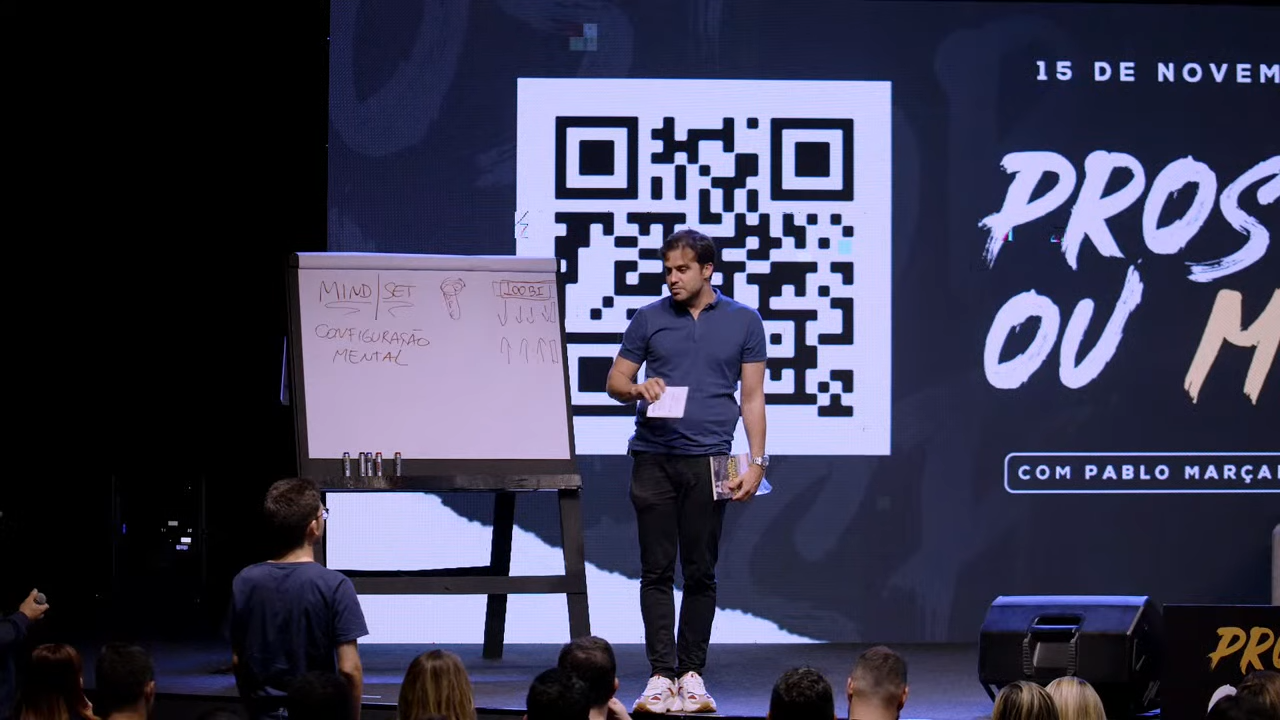 15 DE NOVEM
PROS
OU M
COM PABLO MARÇAL
MIND|SET
100BI
CONFIGURAÇÃO
MENTAL
PRO